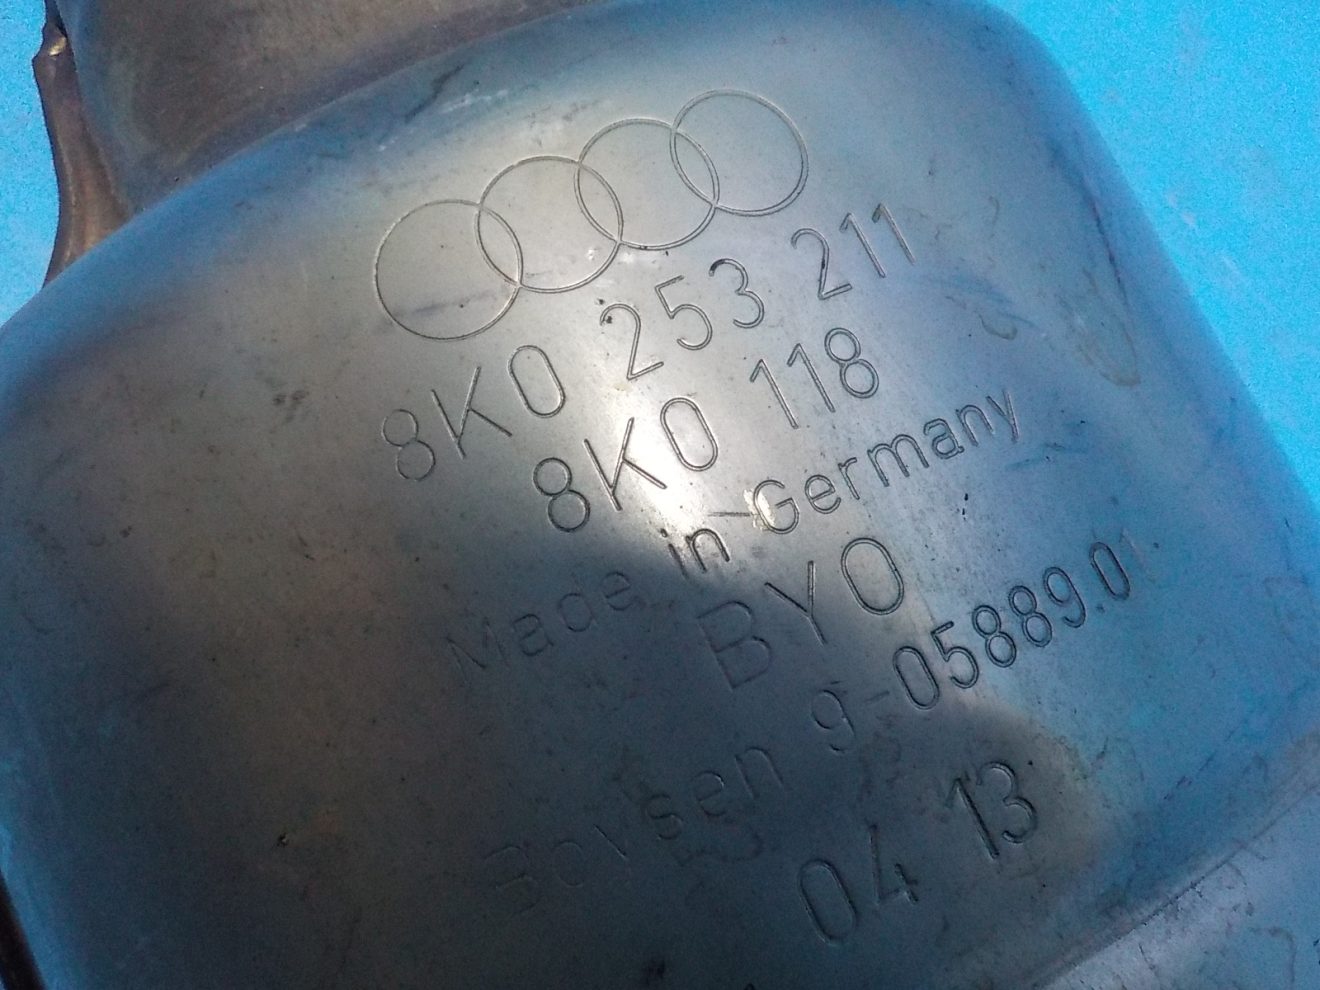 8K0 253 211
8K0 118
Made in Germany
BYO
Boysen 9-05889.01
04 13